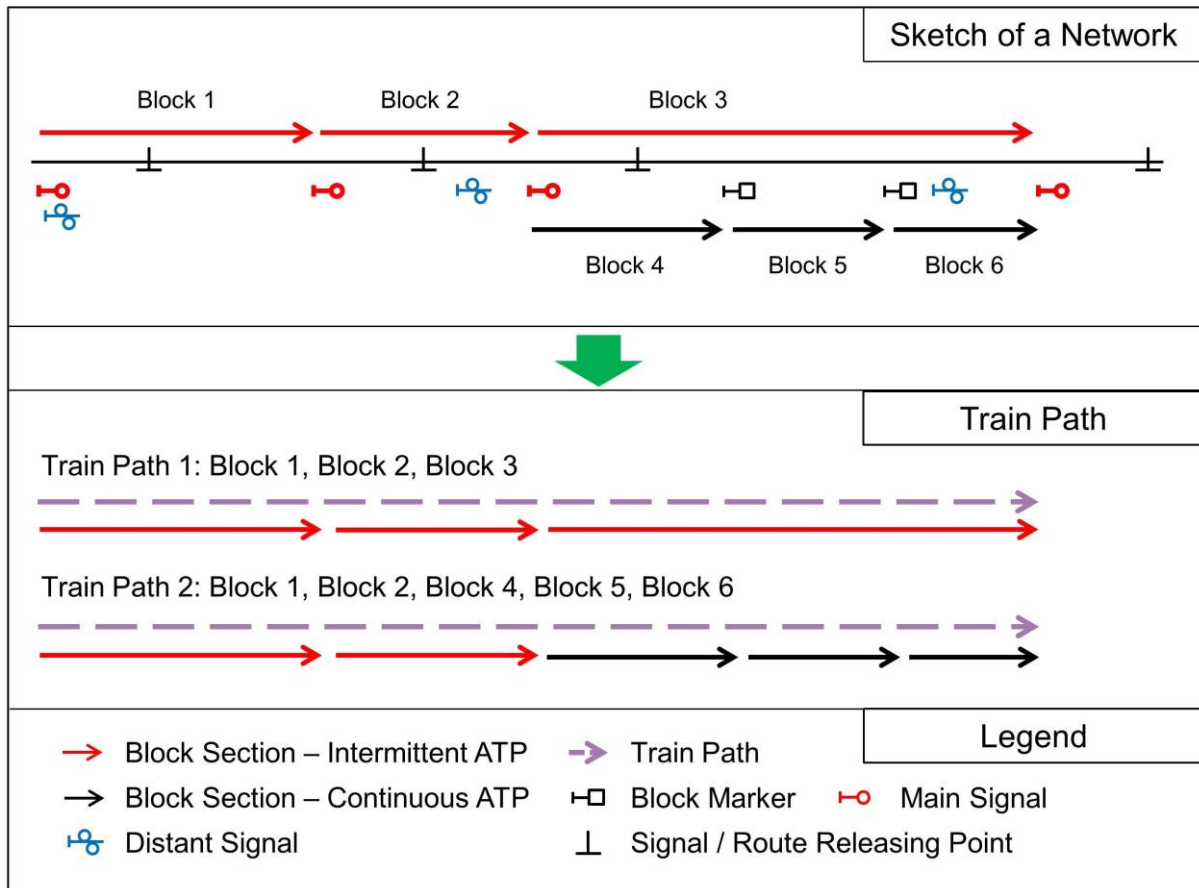 Sketch of a Network
Block 1
Block 2
Block 3
Block 4
Block 5
Block 6
Train Path
Train Path 1: Block 1, Block 2, Block 3
Train Path 2: Block 1, Block 2, Block 4, Block 5, Block 6
Legend
Block Section – Intermittent ATP
Train Path
Block Section – Continuous ATP
Block Marker
Main Signal
Distant Signal
Signal / Route Releasing Point